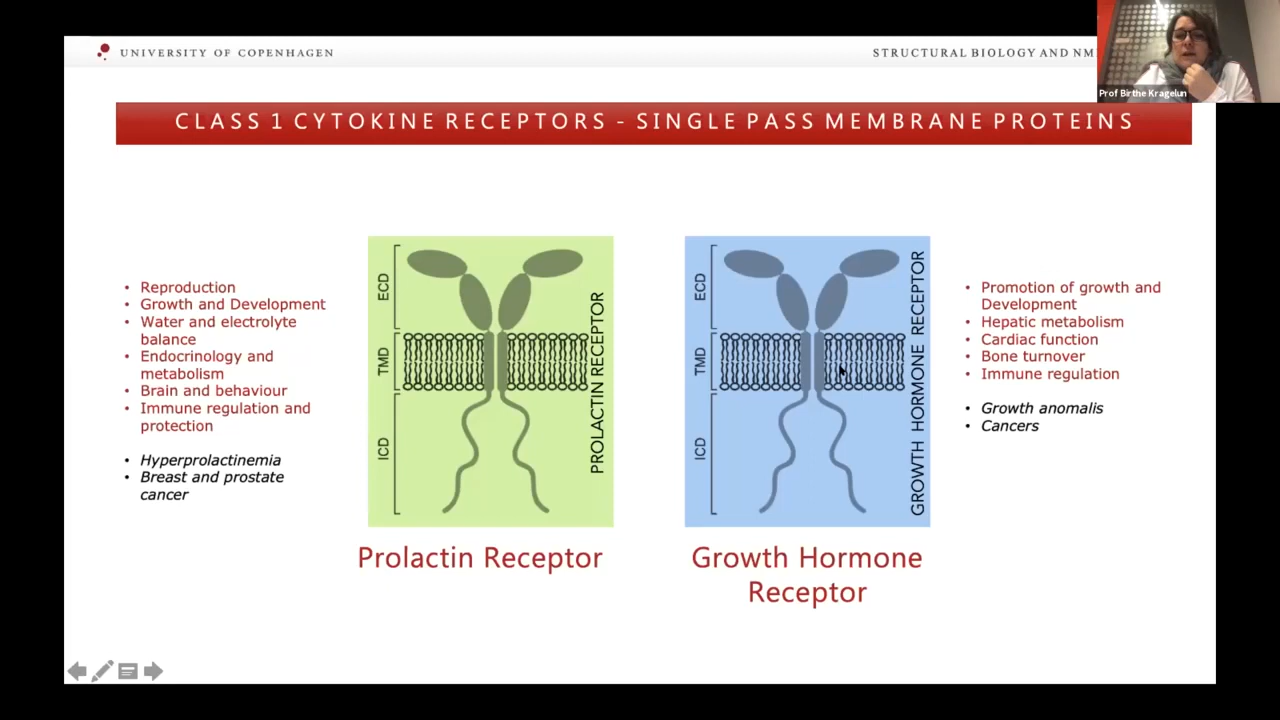 UNIVERSITY OF COPENHAGEN
STRUCTURAL BIOLOGY AND NM
Prof Birthe Kragelun
CLASS 1 CYTOKINE RECEPTORS - SINGLE PASS MEMBRANE PROTEINS
• Reproduction
• Growth and Development
• Water and electrolyte
balance
• Endocrinology and
metabolism
• Brain and behaviour
• Immune regulation and
protection
• Hyperprolactinemia
• Breast and prostate
cancer
ECD
TMD
ICD
PROLACTIN RECEPTOR
Prolactin Receptor
ECD
TMD
ICD
GROWTH HORMONE RECEPTOR
Growth Hormone
Receptor
• Promotion of growth and
Development
• Hepatic metabolism
• Cardiac function
• Bone turnover
• Immune regulation
• Growth anomalis
• Cancers